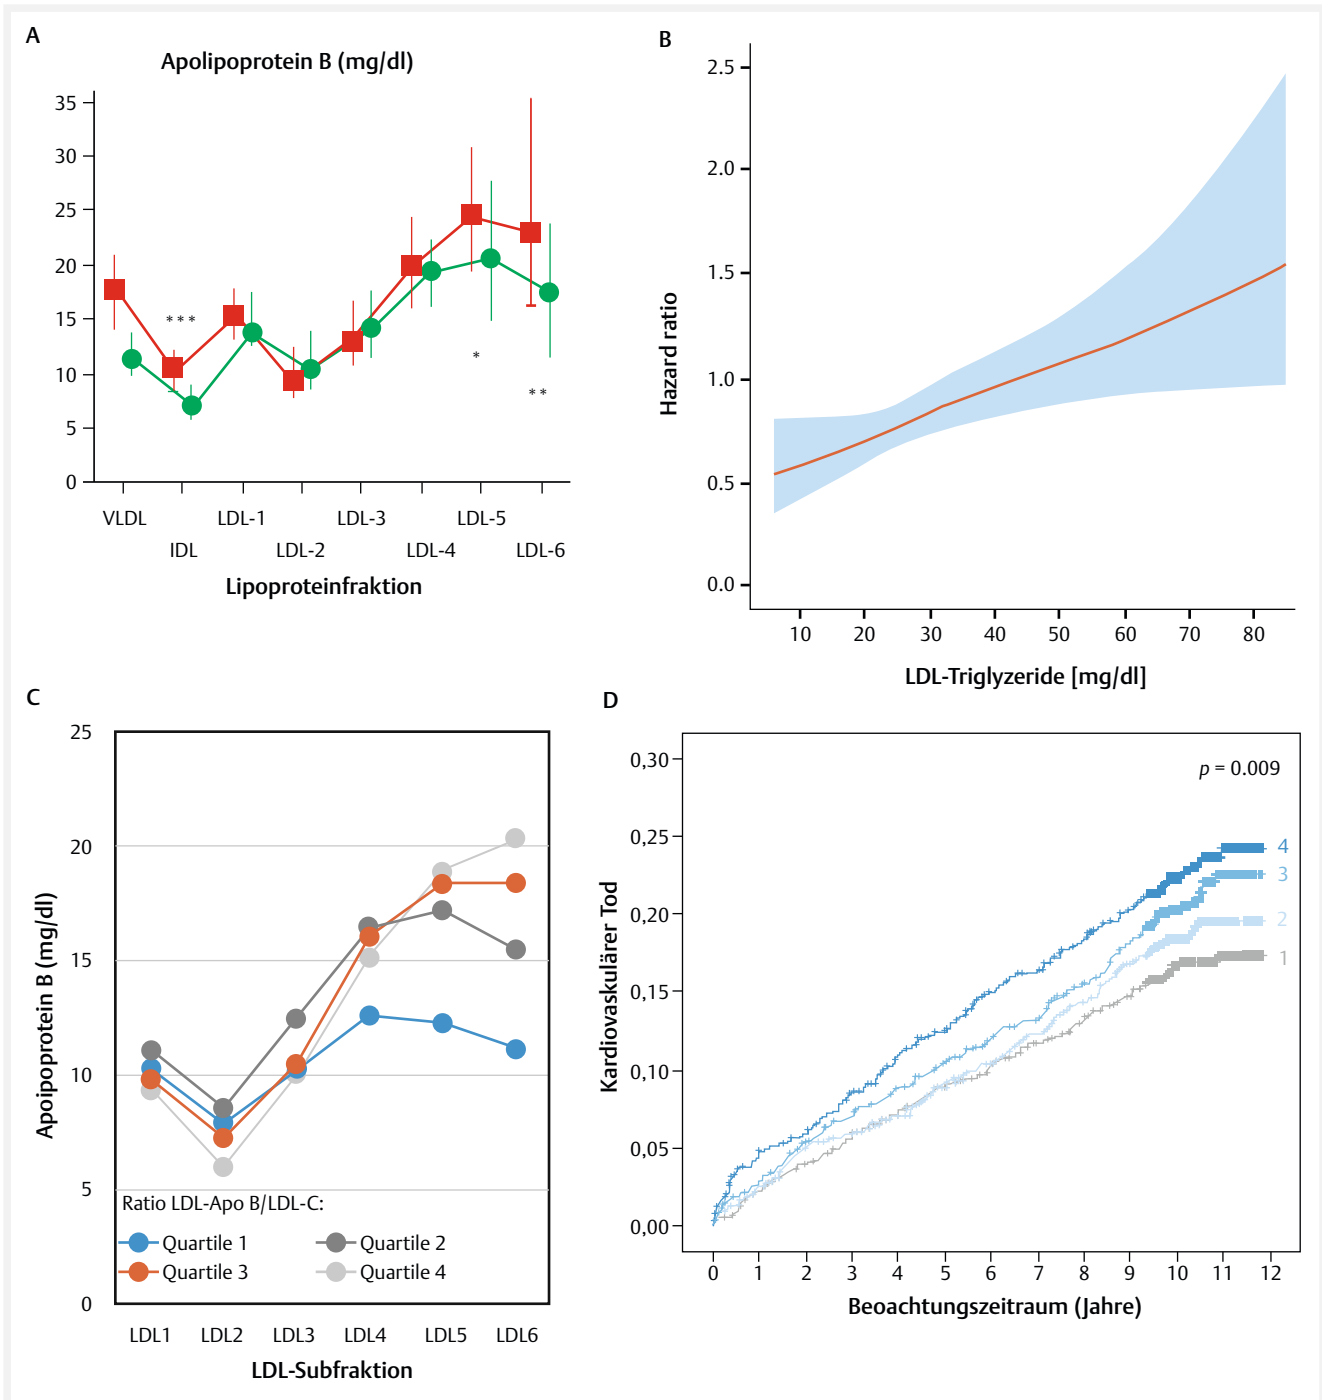 A
Apolipoprotein B (mg/dl)
35
30
25
20
15
10
5
0
***
*
**
VLDL
IDL
LDL-1
LDL-2
LDL-3
LDL-4
LDL-5
LDL-6
Lipoproteinfraktion
B
Hazard ratio
2.5
2.0
1.5
1.0
0.5
0.0
10 20 30 40 50 60 70 80
LDL-Triglyzeride [mg/dl]
C
Apoipoprotein B (mg/dl)
25
20
15
10
5
0
Ratio LDL-Apo B/LDL-C:
Quartile 1 Quartile 2
Quartile 3 Quartile 4
LDL1 LDL2 LDL3 LDL4 LDL5 LDL6
LDL-Subfraktion
D
Kardiovaskulärer Tod
0,30
0,25
0,20
0,15
0,10
0,05
0,00
p = 0.009
4
3
2
1
0 1 2 3 4 5 6 7 8 9 10 11 12
Beoachtungszeitraum (Jahre)